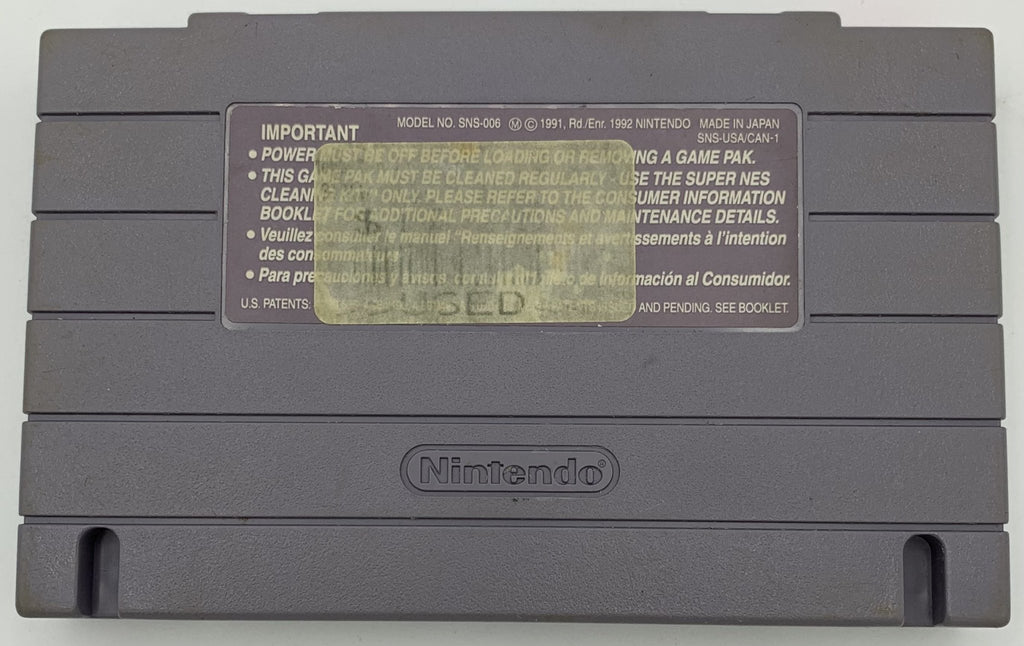 IMPORTANT
MODEL NO. SNS-006 Ⓜ © 1991, Rd./Enr. 1992 NINTENDO MADE IN JAPAN
SNS-USA/CAN-1
• POWER MUST BE OFF BEFORE LOADING OR REMOVING A GAME PAK.
• THIS GAME PAK MUST BE CLEANED REGULARLY - USE THE SUPER NES
CLEANING KIT™ ONLY. PLEASE REFER TO THE CONSUMER INFORMATION
BOOKLET FOR ADDITIONAL PRECAUTIONS AND MAINTENANCE DETAILS.
• Veuillez consulter le manuel "Renseignements et avertissements à l'intention
des consommateurs
• Para precauciones y avisos de Información al Consumidor.
U.S. PATENTS: AND PENDING. SEE BOOKLET.
USED
Nintendo®